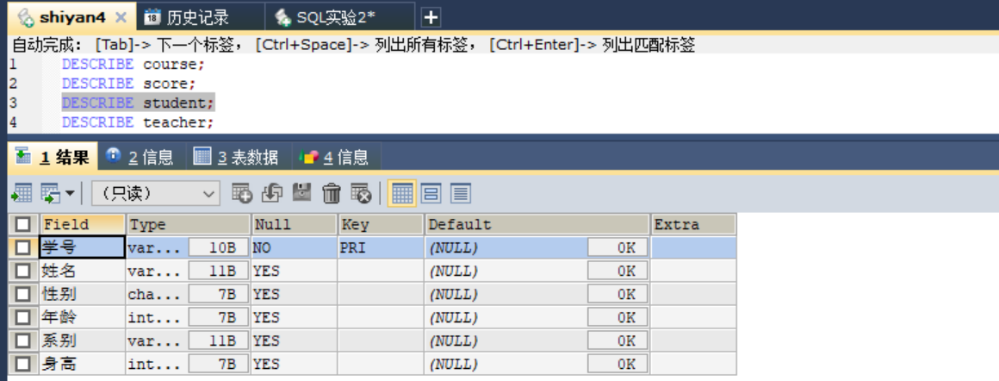 shiyan4 历史记录 SQL实验2*
自动完成： [Tab]-> 下一个标签， [Ctrl+Space]-> 列出所有标签， [Ctrl+Enter]-> 列出匹配标签
1 DESCRIBE course;
2 DESCRIBE score;
3 DESCRIBE student;
4 DESCRIBE teacher;
1 结果 2 信息 3 表数据 4 信息
（只读）
Field Type Null Key Default Extra
学号 var... 10B NO PRI (NULL) 0K
姓名 var... 11B YES (NULL) 0K
性别 cha... 7B YES (NULL) 0K
年龄 int... 7B YES (NULL) 0K
系别 var... 11B YES (NULL) 0K
身高 int... 7B YES (NULL) 0K